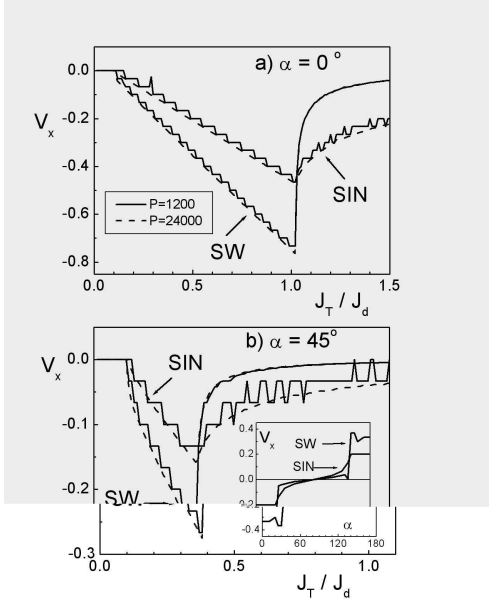 a) α = 0 °
0.0
-0.2
V_x
-0.4
-0.6
-0.8
SIN
P=1200
P=24000
SW
0.0 0.5 1.0 1.5
J_T / J_d
b) α = 45°
V_x
0.0
-0.1
-0.2
-0.3
SIN
SW
0.4
V_x
0.2
SW
SIN
0.0
-0.4
α
0 60 120 180
0.0 0.5 1.0
J_T / J_d